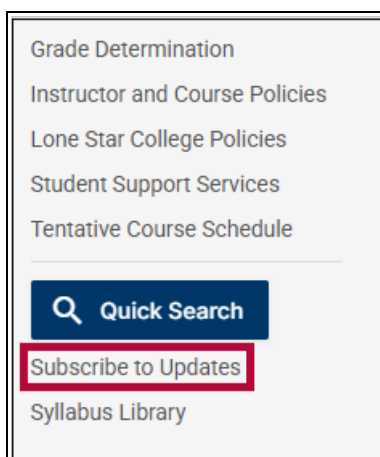 Grade Determination
Instructor and Course Policies
Lone Star College Policies
Student Support Services
Tentative Course Schedule
Quick Search
Subscribe to Updates
Syllabus Library